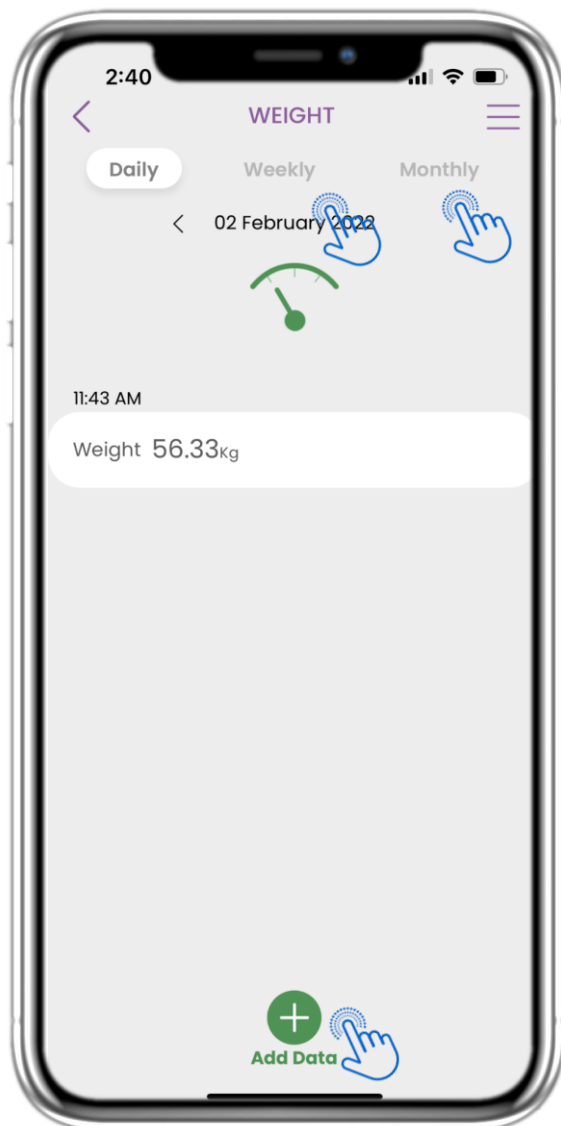 2:40
WEIGHT
Daily Weekly Monthly
02 February 2022
11:43 AM
Weight 56.33Kg
Add Data